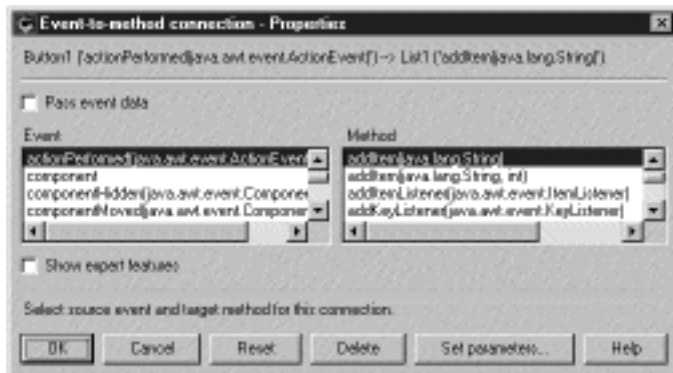 Event-to-method connection - Properties
Button1 ('actionPerformed(java.awt.event.ActionEvent)') -> List1 ('addItem(java.lang.String)')
Pass event data
Event
Method
actionPerformed(java.awt.event.ActionEvent
component
componentHidden(java.awt.event.Componen
componentMoved(java.awt.event.Componer
addItem(java.lang.String)
addItem(java.lang.String, int)
addItemListener(java.awt.event.ItemListener)
addKeyListener(java.awt.event.KeyListener)
Show expert features
Select source event and target method for this connection.
OK
Cancel
Reset
Delete
Set parameters...
Help